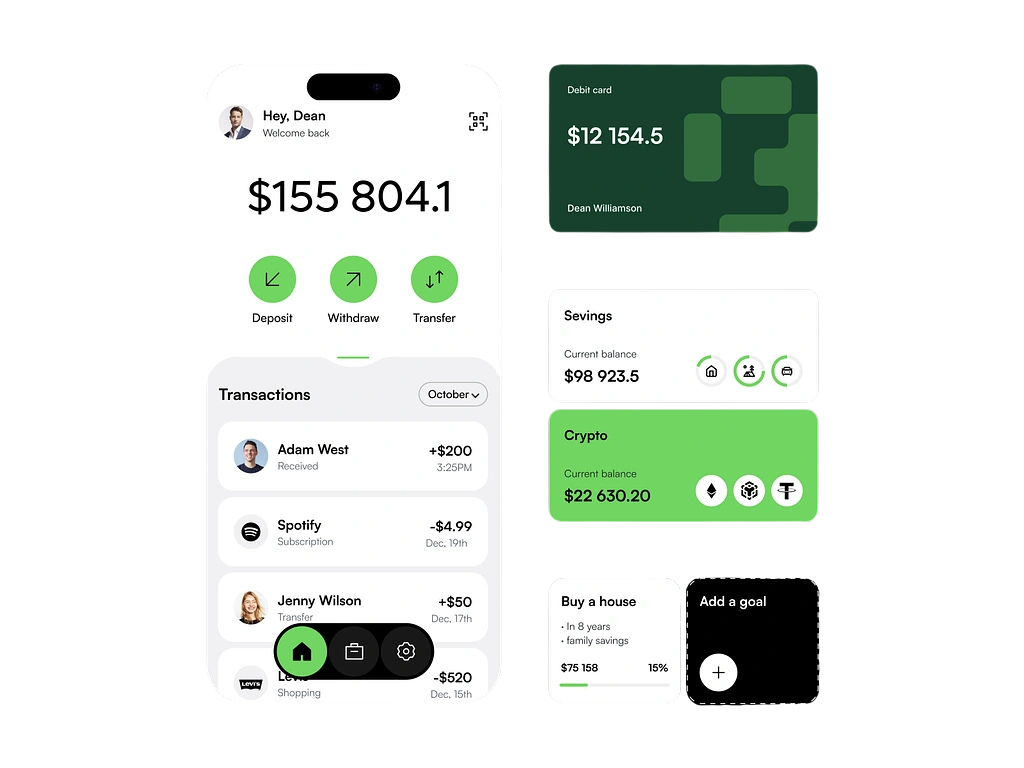 Hey, Dean
Welcome back
$155 804.1
Deposit
Withdraw
Transfer
Transactions
October
Adam West
Received
+$200
3:25PM
Spotify
Subscription
-$4.99
Dec, 19th
Jenny Wilson
Transfer
+$50
Dec, 17th
LEVI'S
Shopping
-$520
Dec, 15th
Debit card
$12 154.5
Dean Williamson
Sevings
Current balance
$98 923.5
Crypto
Current balance
$22 630.20
Buy a house
· In 8 years
· family savings
$75 158
15%
Add a goal